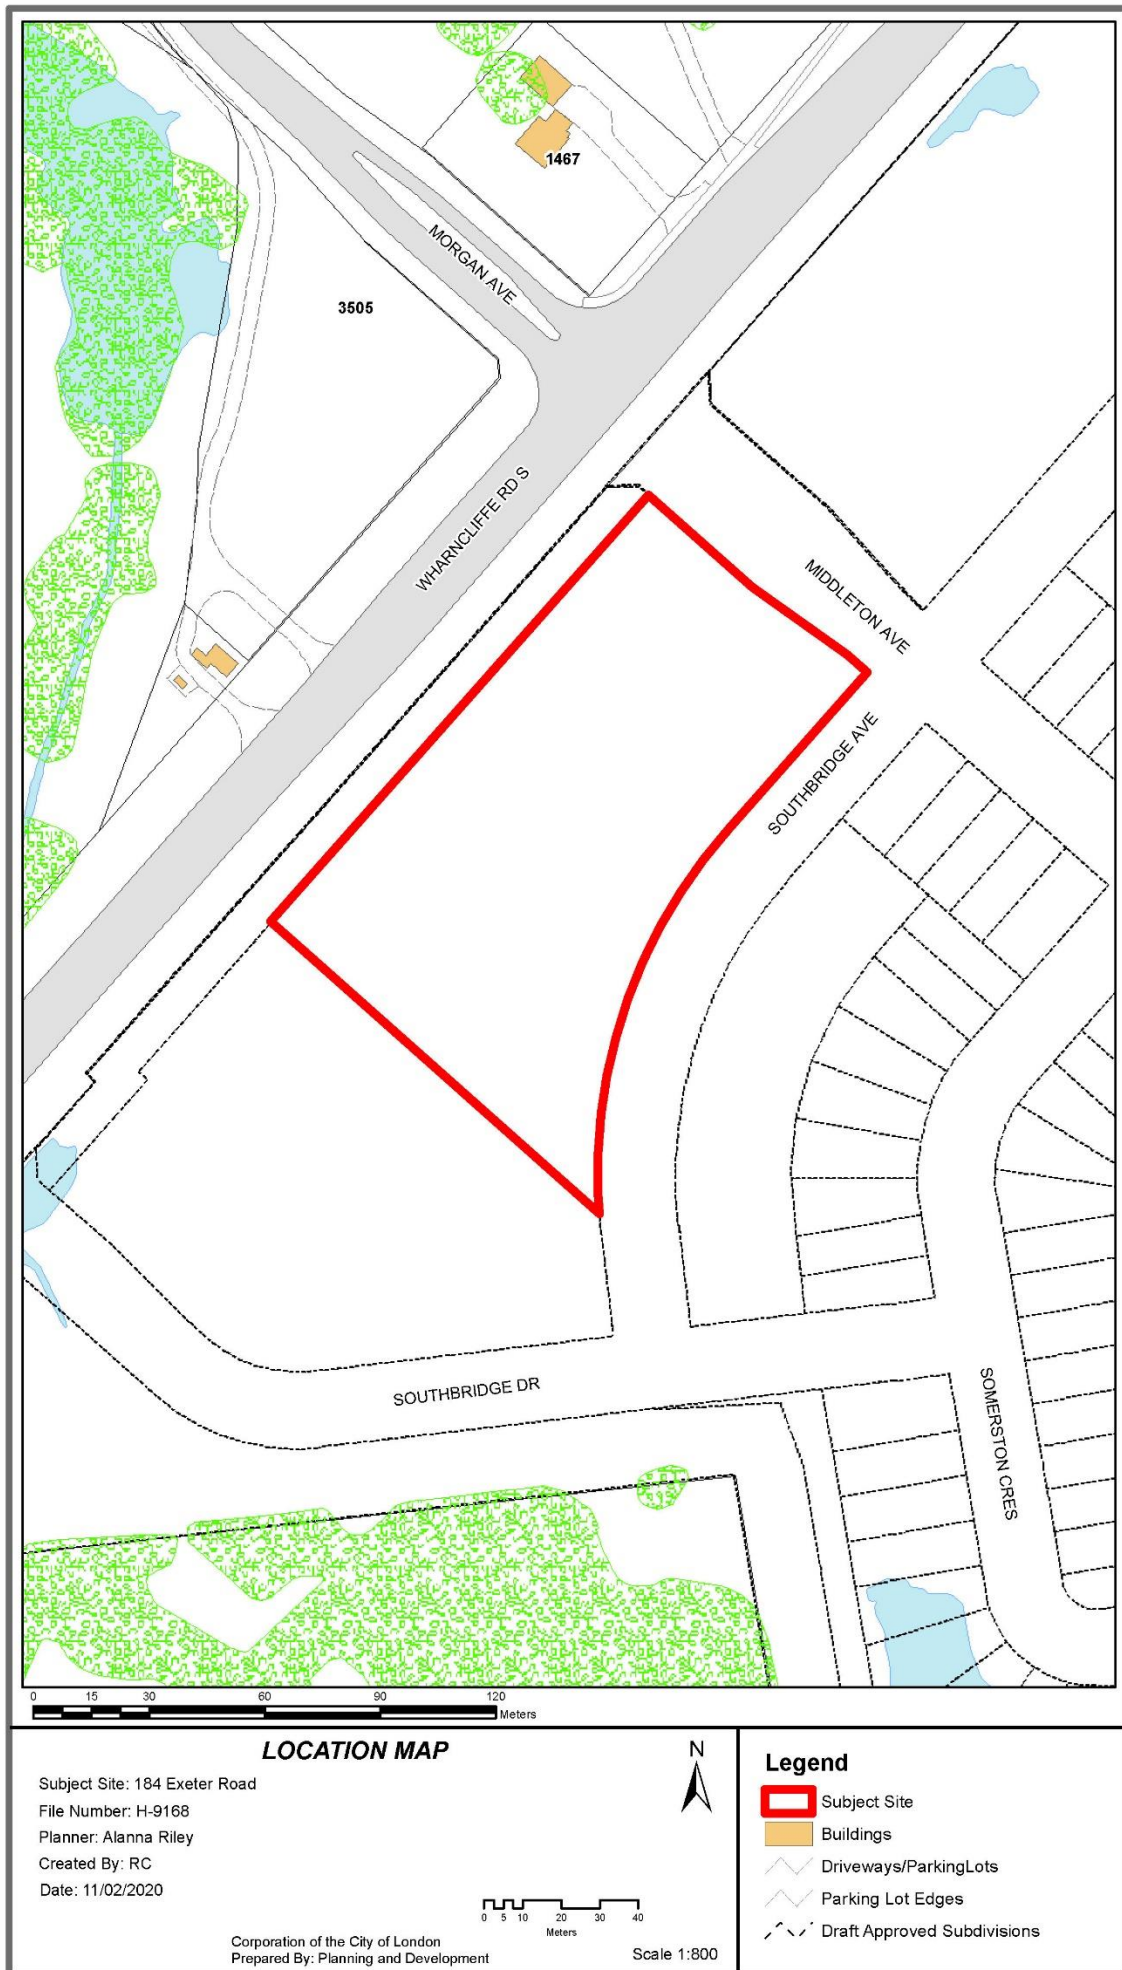 1467
MORGAN AVE
3505
WHARNCLIFFE RD S
MIDDLETON AVE
SOUTHBRIDGE AVE
SOUTHBRIDGE DR
SOMERSTON CRES
0 15 30 60 90 120
Meters
LOCATION MAP
Subject Site: 184 Exeter Road
File Number: H-9168
Planner: Alanna Riley
Created By: RC
Date: 11/02/2020
N
0 5 10 20 30 40
Meters
Corporation of the City of London
Prepared By: Planning and Development
Scale 1:800
Legend
Subject Site
Buildings
Driveways/ParkingLots
Parking Lot Edges
Draft Approved Subdivisions